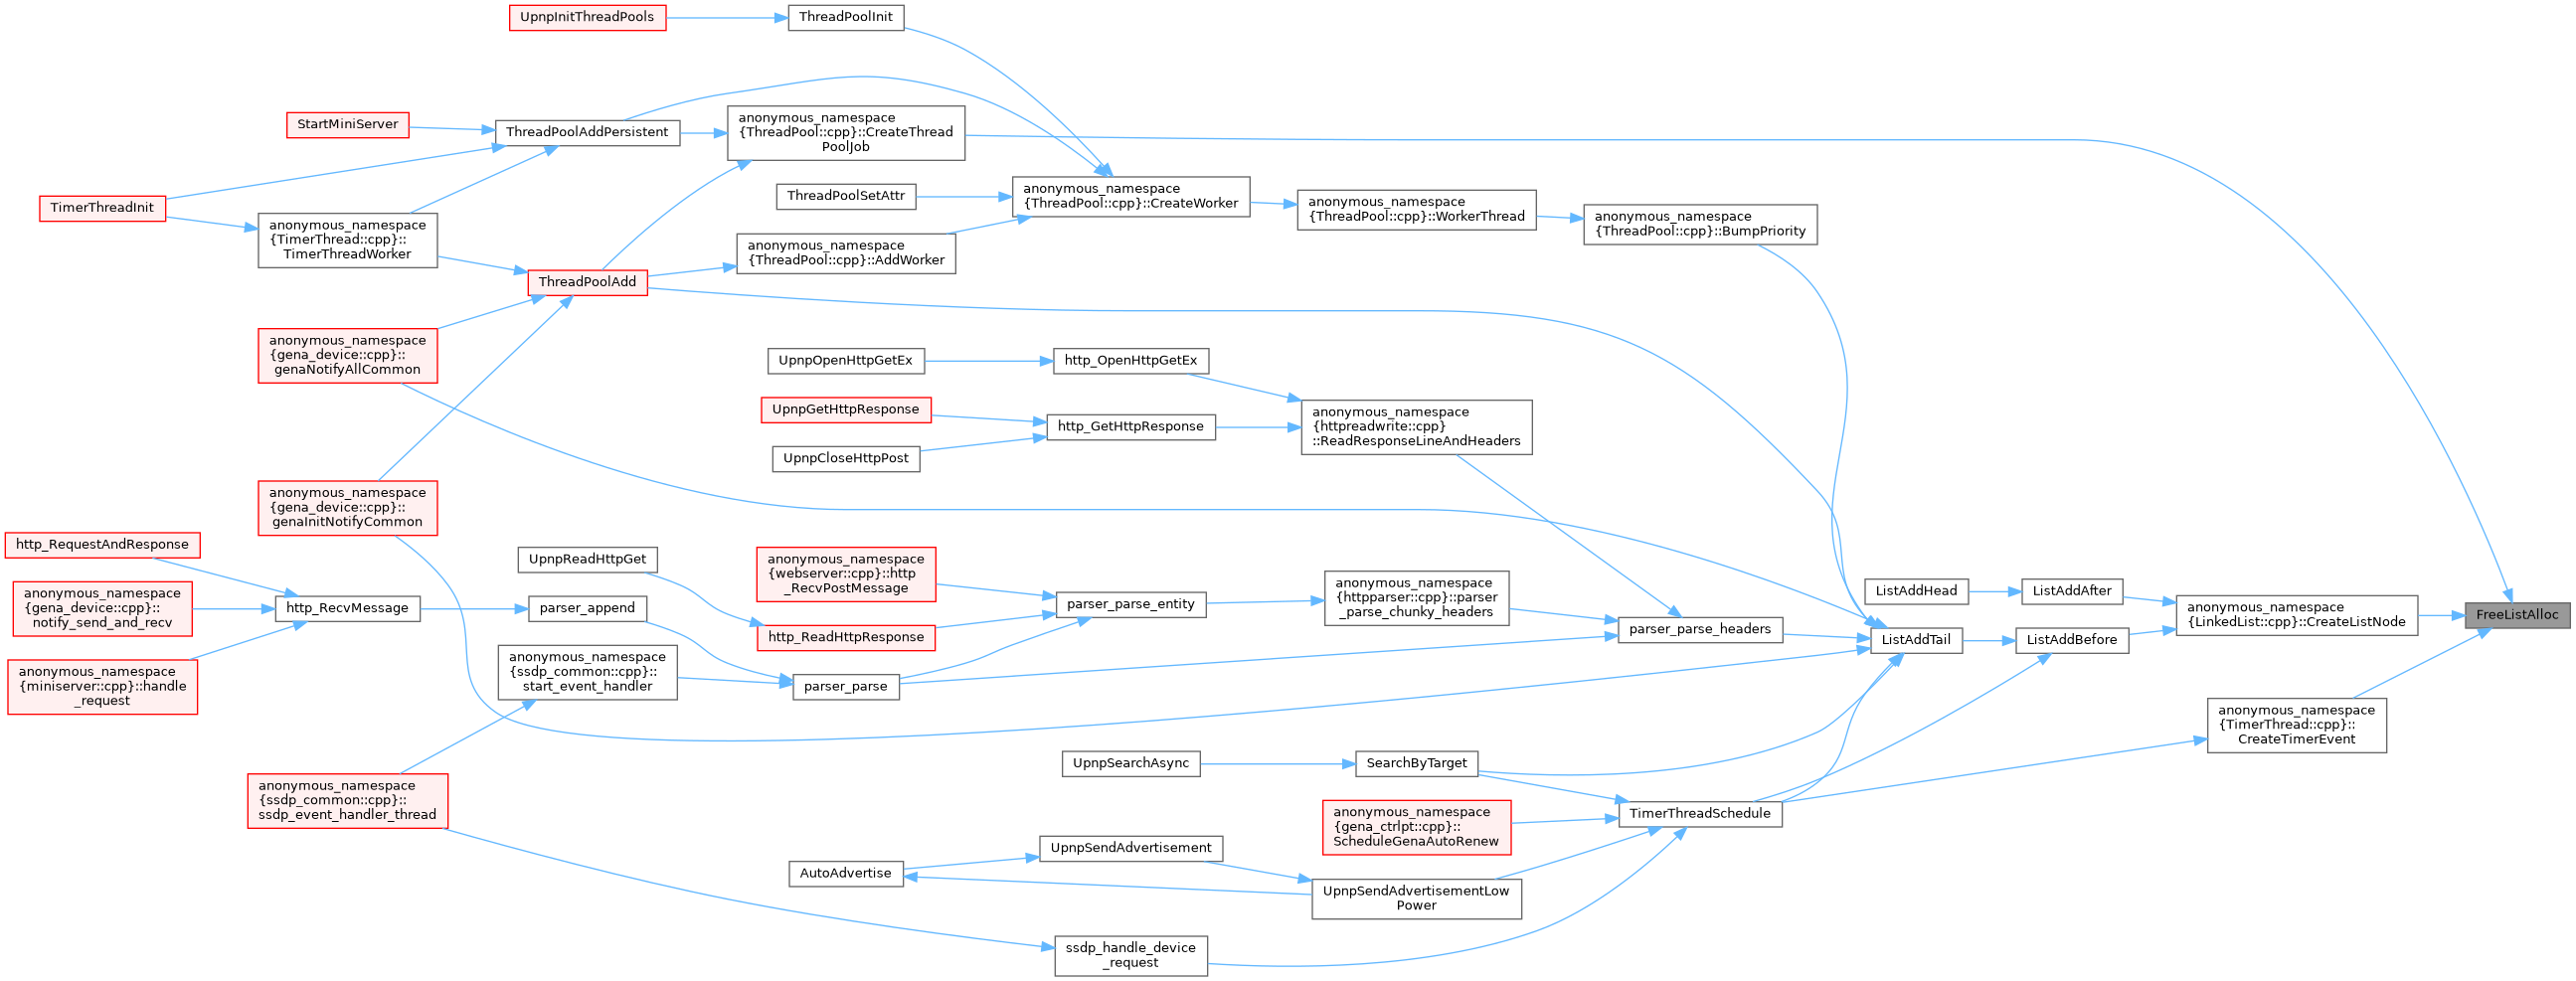 UpnpInitThreadPools
ThreadPoolInit
StartMiniServer
ThreadPoolAddPersistent
anonymous_namespace
{ThreadPool::cpp}::CreateThread
PoolJob
TimerThreadInit
anonymous_namespace
{TimerThread::cpp}::
TimerThreadWorker
ThreadPoolSetAttr
anonymous_namespace
{ThreadPool::cpp}::CreateWorker
anonymous_namespace
{ThreadPool::cpp}::WorkerThread
anonymous_namespace
{ThreadPool::cpp}::BumpPriority
anonymous_namespace
{ThreadPool::cpp}::AddWorker
ThreadPoolAdd
anonymous_namespace
{gena_device::cpp}::
genaNotifyAllCommon
UpnpOpenHttpGetEx
http_OpenHttpGetEx
UpnpGetHttpResponse
http_GetHttpResponse
anonymous_namespace
{httpreadwrite::cpp}
::ReadResponseLineAndHeaders
UpnpCloseHttpPost
anonymous_namespace
{gena_device::cpp}::
genaInitNotifyCommon
http_RequestAndResponse
anonymous_namespace
{gena_device::cpp}::
notify_send_and_recv
http_RecvMessage
anonymous_namespace
{miniserver::cpp}::handle
_request
UpnpReadHttpGet
parser_append
anonymous_namespace
{webserver::cpp}::http
_RecvPostMessage
http_ReadHttpResponse
parser_parse_entity
anonymous_namespace
{httpparser::cpp}::parser
_parse_chunky_headers
parser_parse_headers
ListAddHead
ListAddAfter
ListAddTail
ListAddBefore
anonymous_namespace
{LinkedList::cpp}::CreateListNode
FreeListAlloc
anonymous_namespace
{ssdp_common::cpp}::
start_event_handler
parser_parse
anonymous_namespace
{TimerThread::cpp}::
CreateTimerEvent
anonymous_namespace
{ssdp_common::cpp}::
ssdp_event_handler_thread
UpnpSearchAsync
SearchByTarget
anonymous_namespace
{gena_ctrlpt::cpp}::
ScheduleGenaAutoRenew
TimerThreadSchedule
UpnpSendAdvertisement
AutoAdvertise
UpnpSendAdvertisementLow
Power
ssdp_handle_device
_request